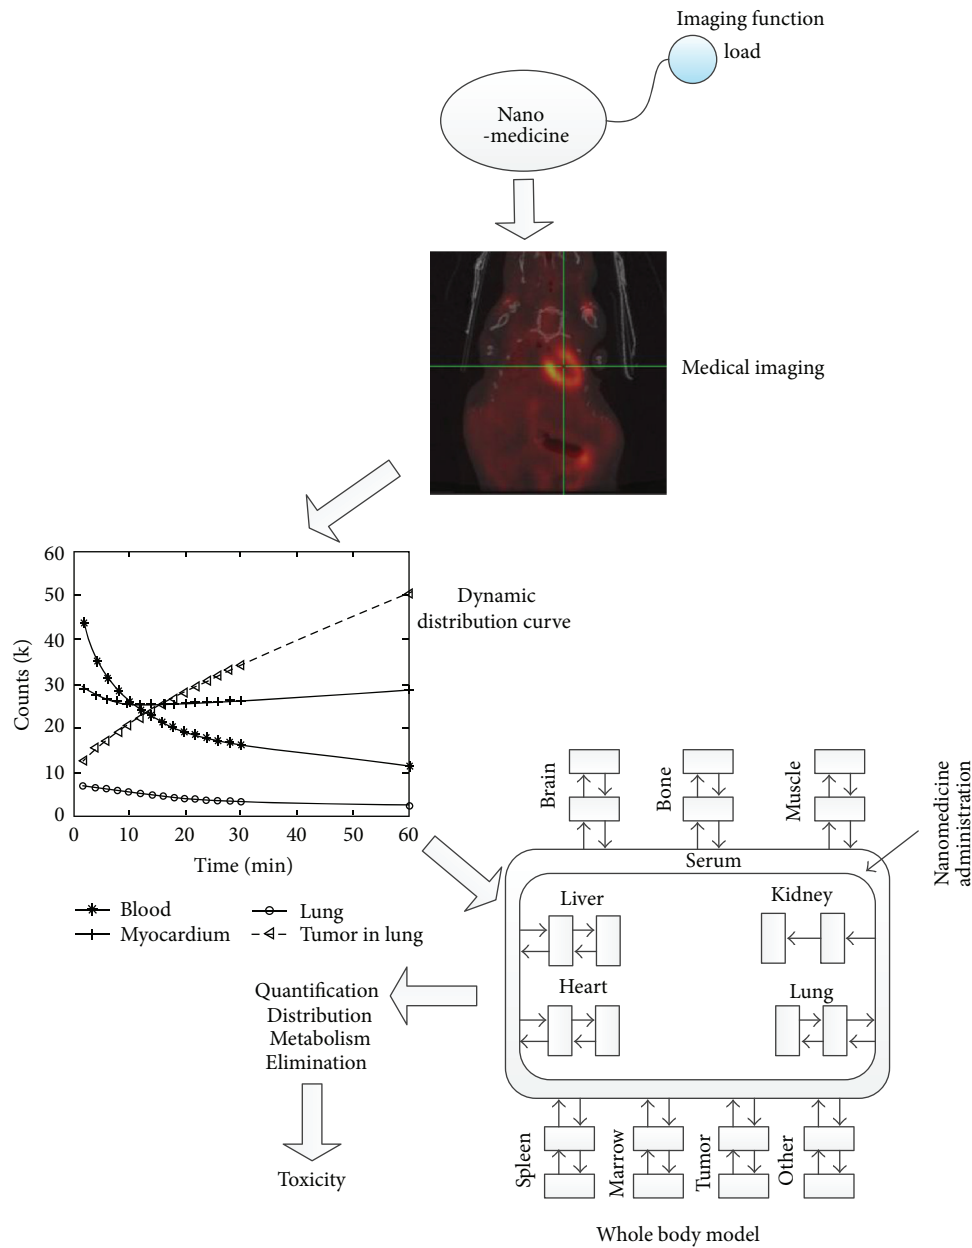 Imaging function
load
Nano
-medicine
Medical imaging
Dynamic
distribution curve
60
50
40
30
20
10
0
Counts (k)
0 10 20 30 40 50 60
Time (min)
Blood
Myocardium
Lung
Tumor in lung
Brain
Bone
Muscle
Nanomedicine
administration
Serum
Liver
Kidney
Heart
Lung
Quantification
Distribution
Metabolism
Elimination
Toxicity
Spleen
Marrow
Tumor
Other
Whole body model